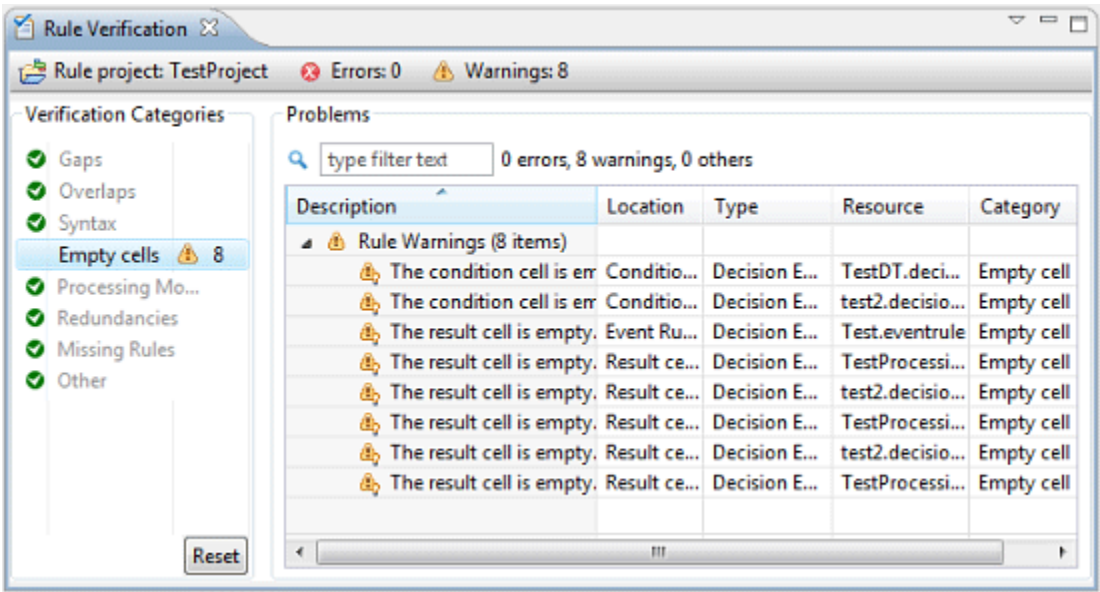 Rule Verification
Rule project: TestProject Errors: 0 Warnings: 8
Verification Categories
Gaps
Overlaps
Syntax
Empty cells 8
Processing Mo...
Redundancies
Missing Rules
Other
Reset
Problems
type filter text 0 errors, 8 warnings, 0 others
Description Location Type Resource Category
Rule Warnings (8 items)
The condition cell is em Conditio... Decision E... TestDT.deci... Empty cell
The condition cell is em Conditio... Decision E... test2.decisio... Empty cell
The result cell is empty. Event Ru... Decision E... Test.eventrule Empty cell
The result cell is empty. Result ce... Decision E... TestProcessi... Empty cell
The result cell is empty. Result ce... Decision E... test2.decisio... Empty cell
The result cell is empty. Result ce... Decision E... TestProcessi... Empty cell
The result cell is empty. Result ce... Decision E... test2.decisio... Empty cell
The result cell is empty. Result ce... Decision E... TestProcessi... Empty cell